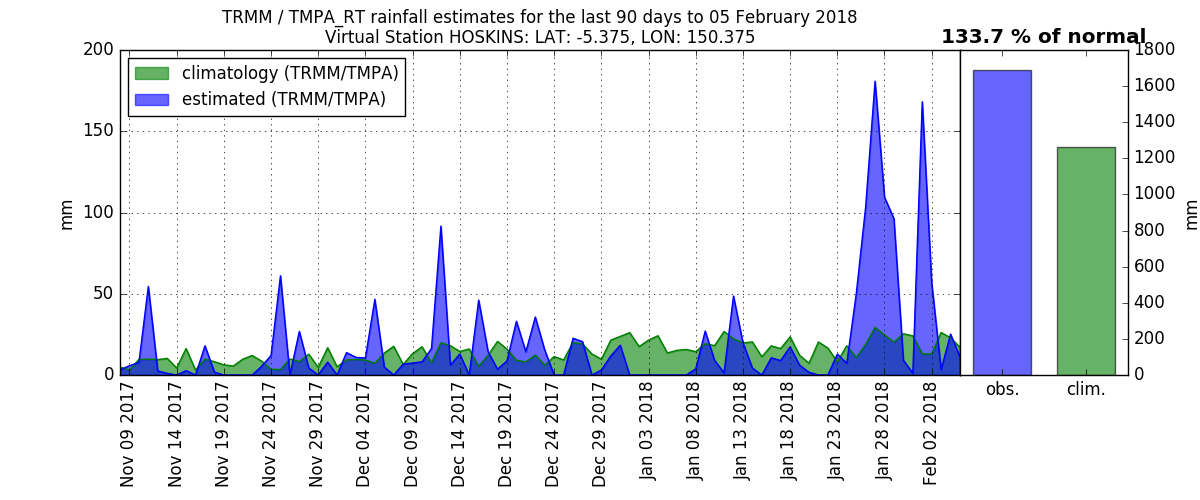 TRMM / TMPA_RT rainfall estimates for the last 90 days to 05 February 2018
Virtual Station HOSKINS: LAT: -5.375, LON: 150.375
133.7 % of normal
climatology (TRMM/TMPA)
estimated (TRMM/TMPA)
mm
200
150
100
50
0
Nov 09 2017
Nov 14 2017
Nov 19 2017
Nov 24 2017
Nov 29 2017
Dec 04 2017
Dec 09 2017
Dec 14 2017
Dec 19 2017
Dec 24 2017
Dec 29 2017
Jan 03 2018
Jan 08 2018
Jan 13 2018
Jan 18 2018
Jan 23 2018
Jan 28 2018
Feb 02 2018
obs.
clim.
1800
1600
1400
1200
1000
800
600
400
200
0
mm